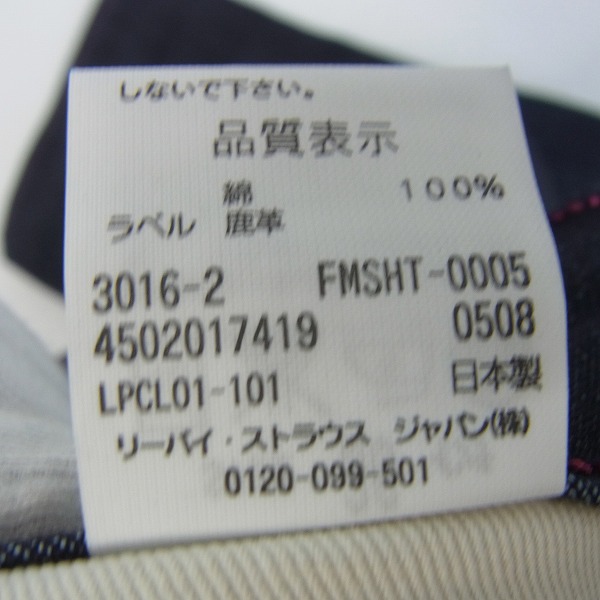 しないで下さい。
品質表示
綿 100%
ラベル 鹿革
3016-2 FMSHT-0005
4502017419 0508
LPCL01-101 日本製
リーバイ・ストラウス ジャパン(株)
0120-099-501